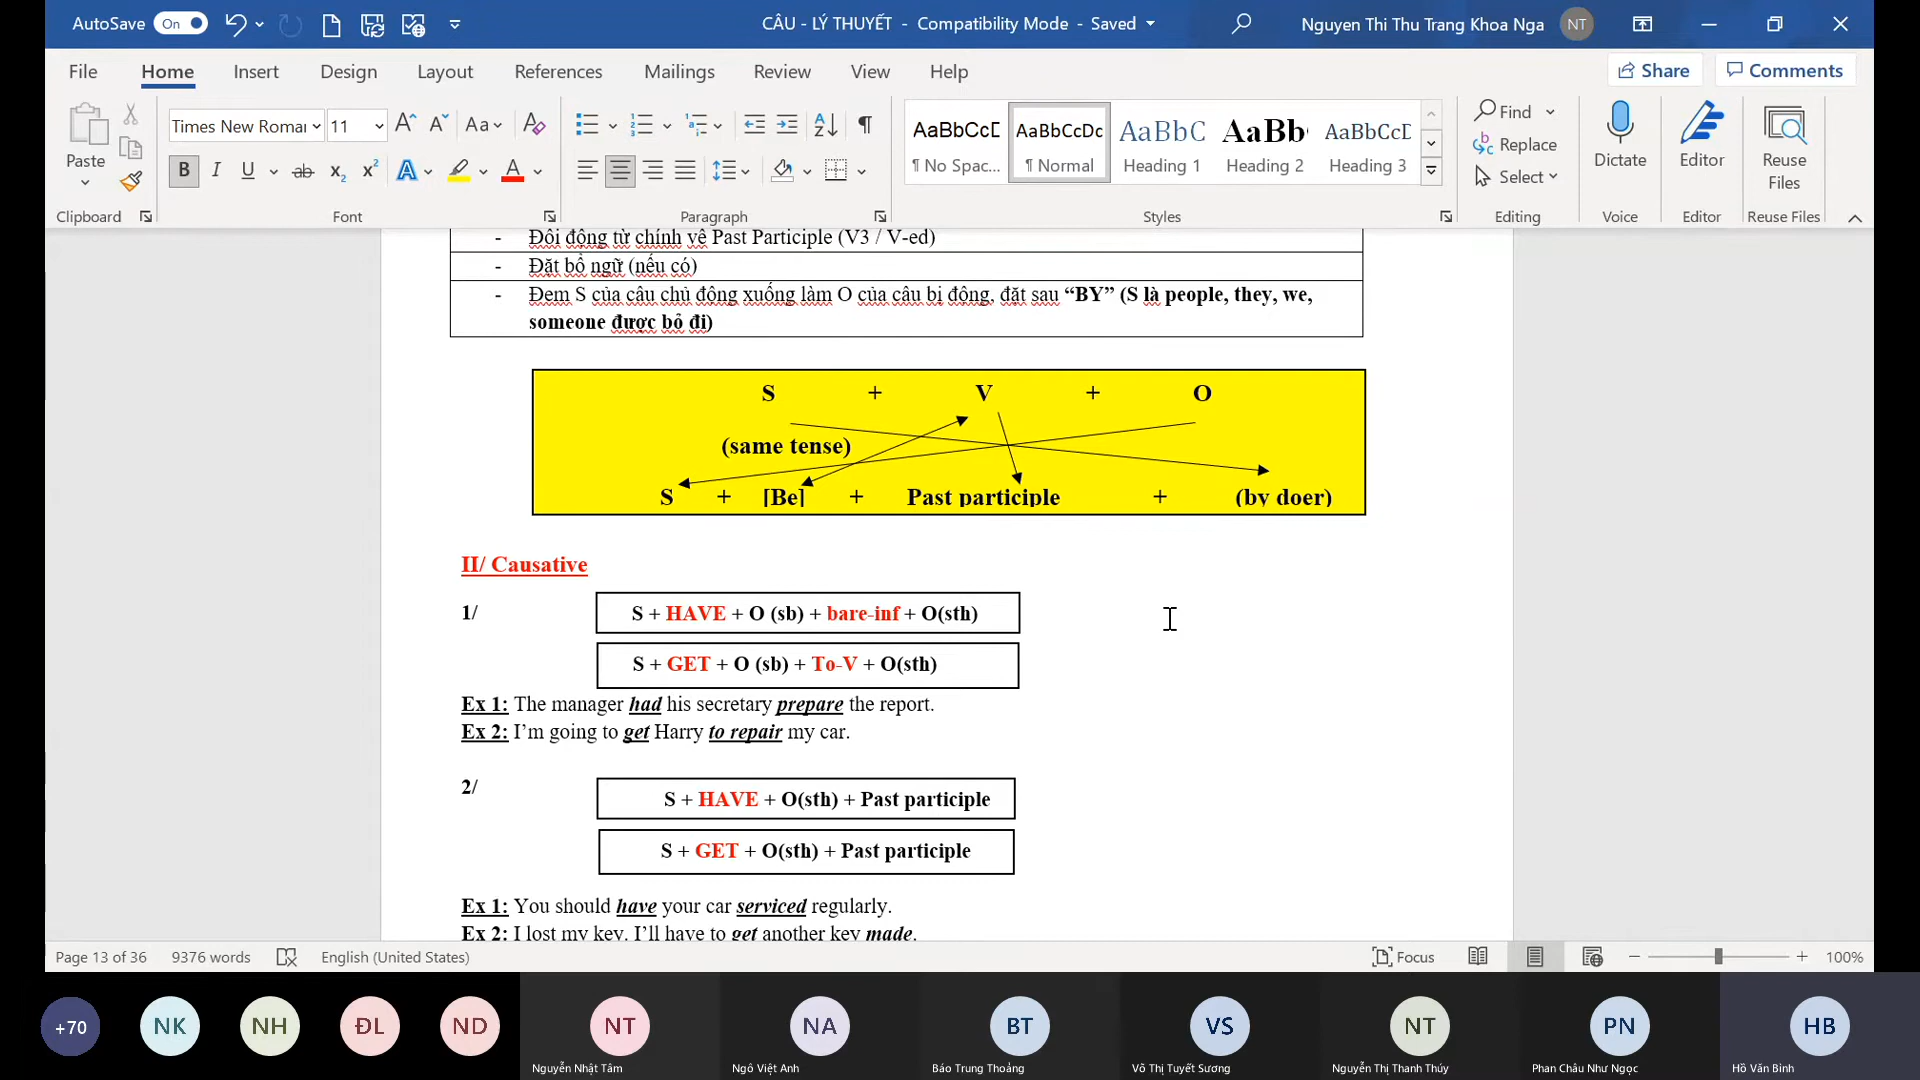 AutoSave On CÂU - LÝ THUYẾT - Compatibility Mode - Saved Nguyen Thi Thu Trang Khoa Nga NT
File Home Insert Design Layout References Mailings Review View Help Share Comments
Paste
Times New Roman 11
Aa
AaBbCcD AaBbCcDc AaBbC AaBb AaBbCcD
¶ No Spac... ¶ Normal Heading 1 Heading 2 Heading 3
Find
Replace
Select
Dictate
Editor
Reuse Files
Clipboard Font Paragraph Styles Editing Voice Editor Reuse Files
- Đổi động từ chính về Past Participle (V3 / V-ed)
- Đặt bổ ngữ (nếu có)
- Đem S của câu chủ động xuống làm O của câu bị động, đặt sau “BY” (S là people, they, we,
someone được bỏ đi)
S + V + O
(same tense)
S + [Be] + Past participle + (by doer)
II/ Causative
1/
S + HAVE + O (sb) + bare-inf + O(sth)
S + GET + O (sb) + To-V + O(sth)
Ex 1: The manager had his secretary prepare the report.
Ex 2: I’m going to get Harry to repair my car.
2/
S + HAVE + O(sth) + Past participle
S + GET + O(sth) + Past participle
Ex 1: You should have your car serviced regularly.
Ex 2: I lost my key. I’ll have to get another key made.
Page 13 of 36 9376 words English (United States) Focus 100%
+70 NK NH ĐL ND NT NA BT VS NT PN HB
Nguyễn Nhật Tâm Ngô Việt Anh Báo Trung Thoảng Võ Thị Tuyết Sương Nguyễn Thị Thanh Thúy Phan Châu Như Ngọc Hồ Văn Bình